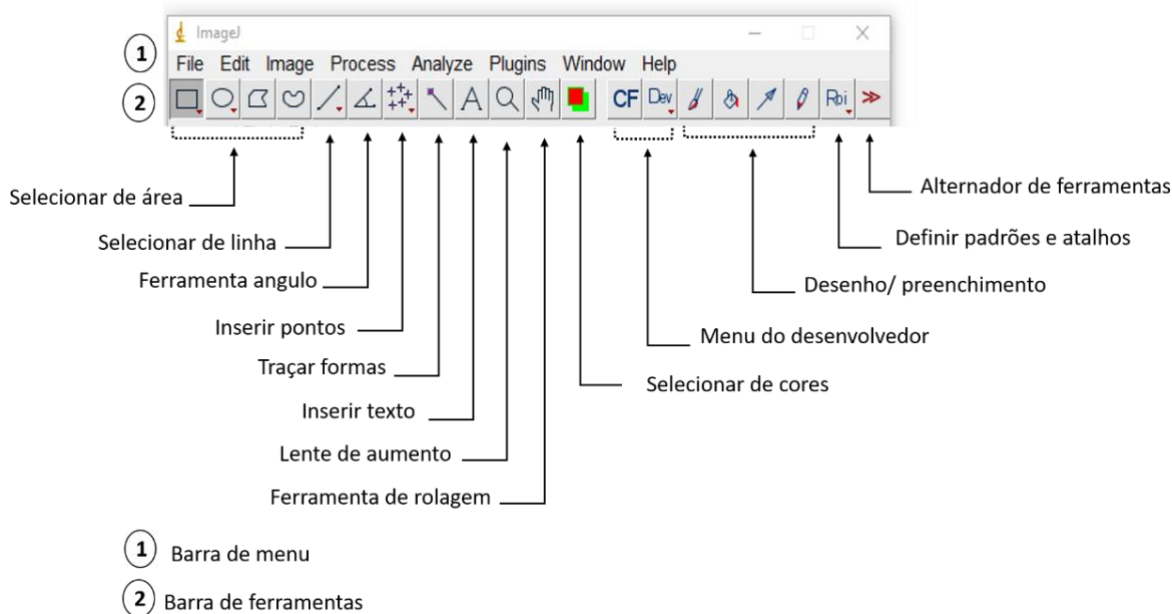 ImageJ
1
File Edit Image Process Analyze Plugins Window Help
2
A CF Dev
Selecionar de área
Alternador de ferramentas
Selecionar de linha
Definir padrões e atalhos
Ferramenta angulo
Desenho/ preenchimento
Inserir pontos
Menu do desenvolvedor
Traçar formas
Selecionar de cores
Inserir texto
Lente de aumento
Ferramenta de rolagem
1 Barra de menu
2 Barra de ferramentas